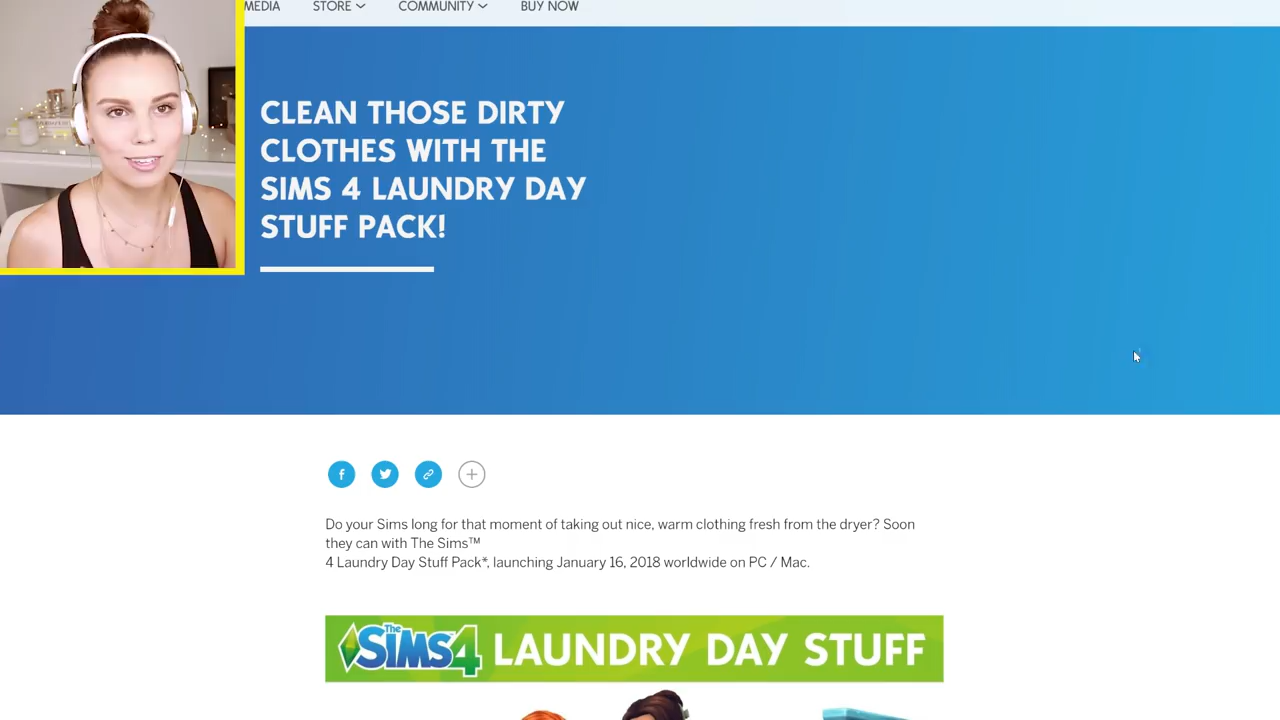 MEDIA STORE COMMUNITY BUY NOW
CLEAN THOSE DIRTY
CLOTHES WITH THE
SIMS 4 LAUNDRY DAY
STUFF PACK!
Do your Sims long for that moment of taking out nice, warm clothing fresh from the dryer? Soon
they can with The Sims™
4 Laundry Day Stuff Pack*, launching January 16, 2018 worldwide on PC / Mac.
The SIMS 4 LAUNDRY DAY STUFF